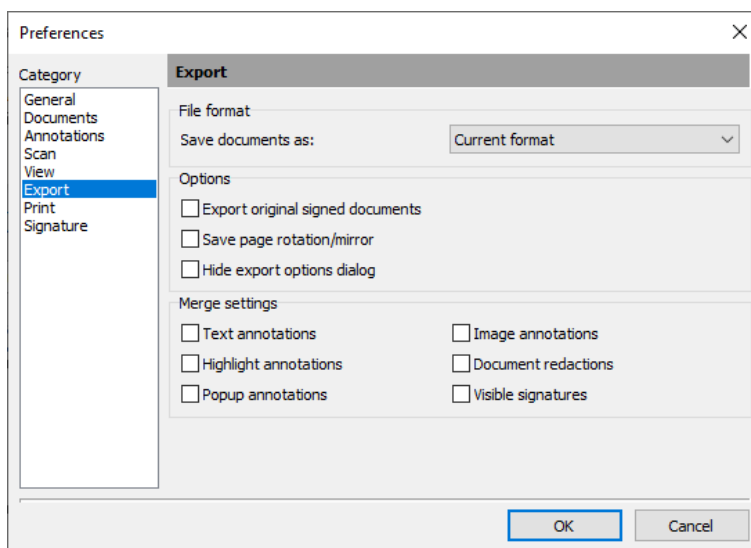 Preferences
Category
General
Documents
Annotations
Scan
View
Export
Print
Signature
Export
File format
Save documents as: Current format
Options
Export original signed documents
Save page rotation/mirror
Hide export options dialog
Merge settings
Text annotations Image annotations
Highlight annotations Document redactions
Popup annotations Visible signatures
OK Cancel